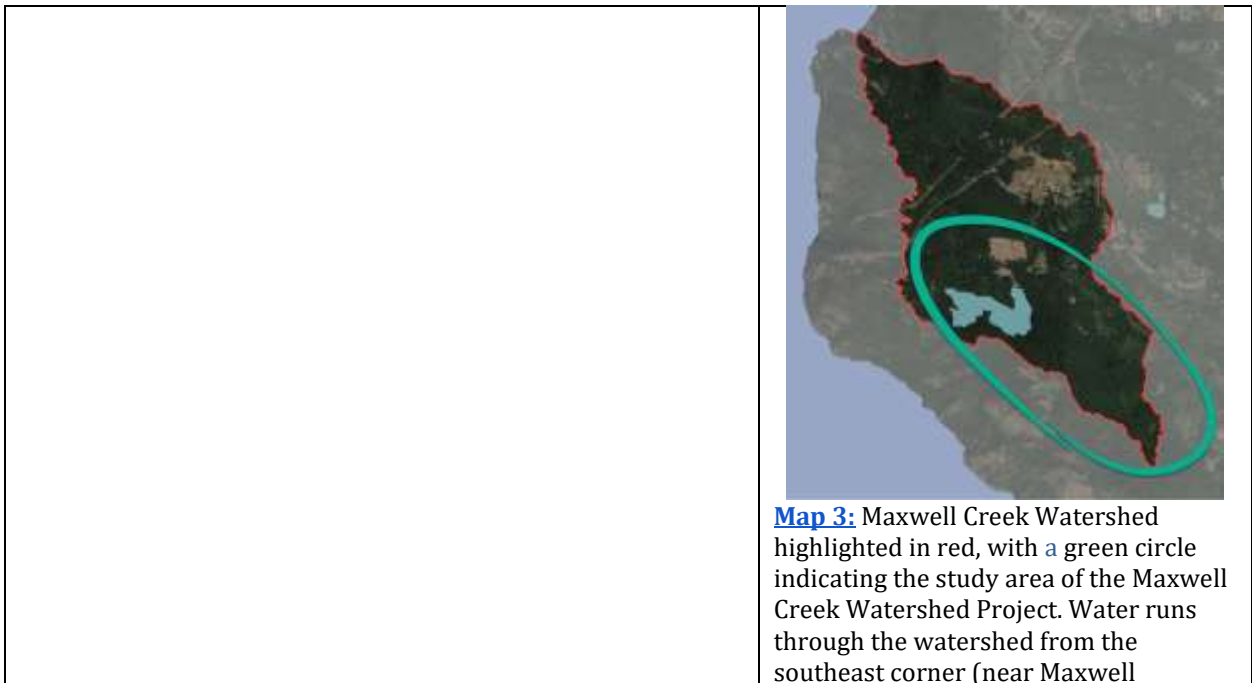 Map 3: Maxwell Creek Watershed
highlighted in red, with a green circle
indicating the study area of the Maxwell
Creek Watershed Project. Water runs
through the watershed from the
southeast corner (near Maxwell